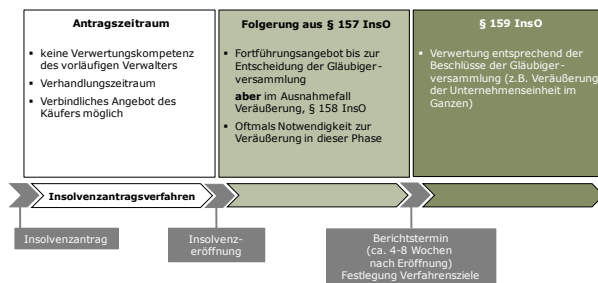 Antragszeitraum
keine Verwertungskompetenz
des vorläufigen Verwalters
Verhandlungszeitraum
Verbindliches Angebot des
Käufers möglich
Folgerung aus § 157 InsO
Fortführungsangebot bis zur
Entscheidung der Gläubiger-
versammlung
aber im Ausnahmefall
Veräußerung, § 158 InsO
Oftmals Notwendigkeit zur
Veräußerung in dieser Phase
§ 159 InsO
Verwertung entsprechend der
Beschlüsse der Gläubiger-
versammlung (z.B. Veräußerung
der Unternehmenseinheit im
Ganzen)
Insolvenzantragsverfahren
Insolvenzantrag
Insolvenz-
eröffnung
Berichtstermin
(ca. 4-8 Wochen
nach Eröffnung)
Festlegung Verfahrensziele